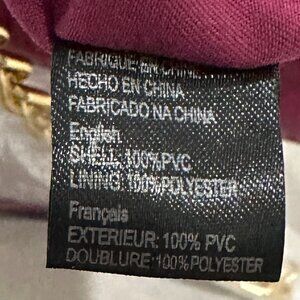 FABRIQUÉ EN CHINE
HECHO EN CHINA
FABRICADO NA CHINA
English
SHELL: 100% PVC
LINING: 100% POLYESTER
Français
EXTERIEUR: 100% PVC
DOUBLURE: 100% POLYESTER